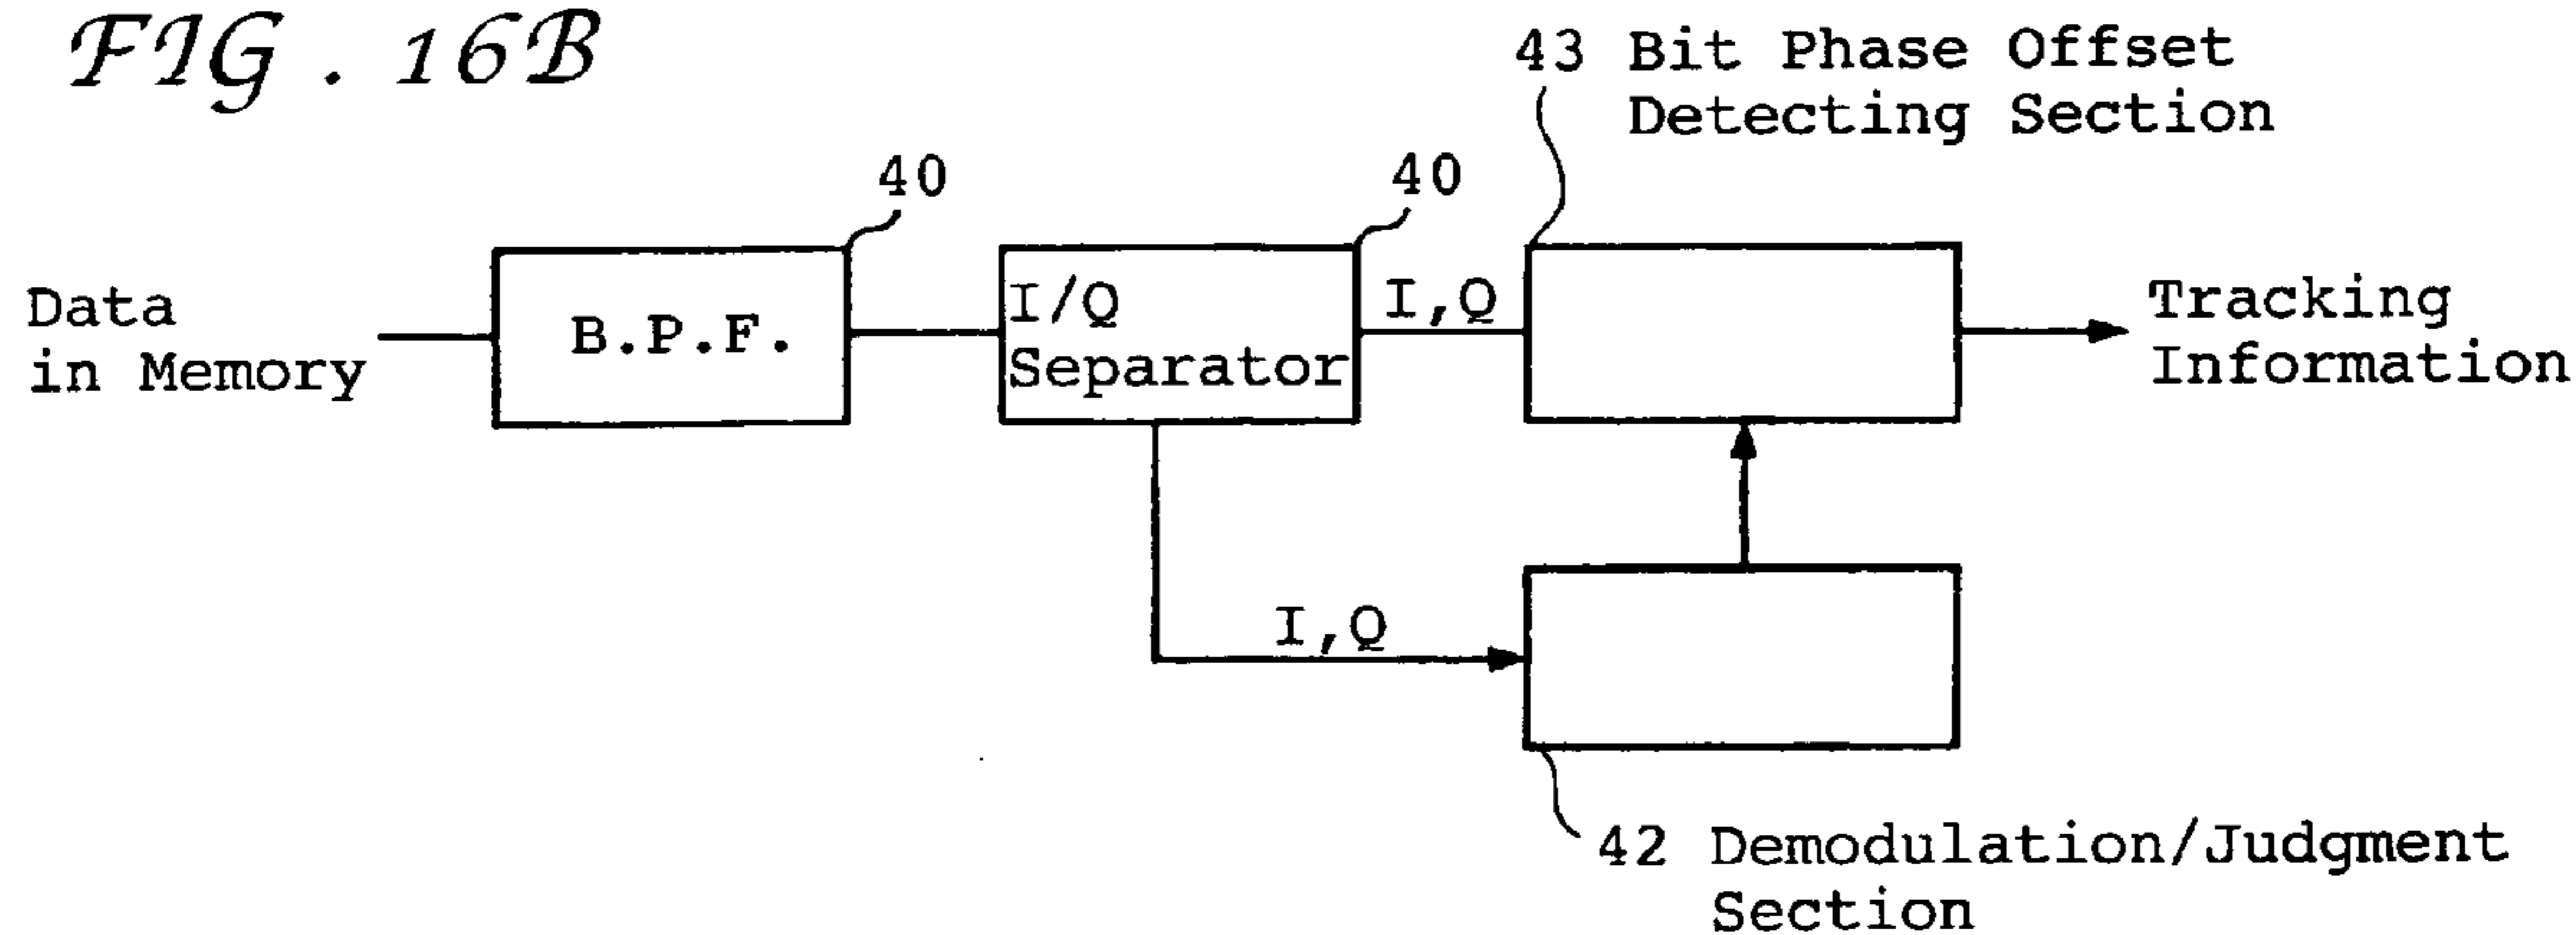 FIG. 16B
43 Bit Phase Offset
Detecting Section
40
40
Data
in Memory
B.P.F.
I/Q
Separator
I,Q
Tracking
Information
I,Q
42 Demodulation/Judgment
Section